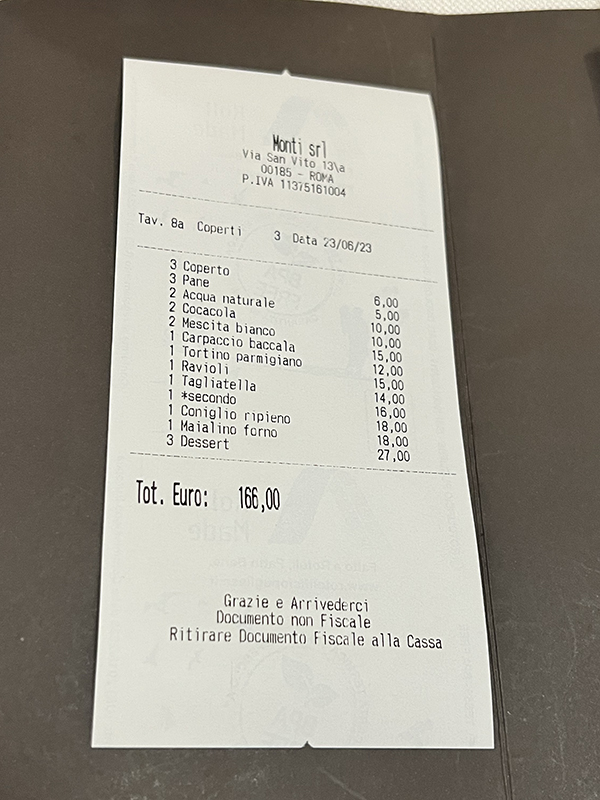 Monti srl
Via San Vito 13\a
00185 - ROMA
P.IVA 11375161004
Tav. 8a Coperti 3 Data 23/06/23
3 Coperto
3 Pane 6,00
2 Acqua naturale 5,00
2 Cocacola 10,00
2 Mescita bianco 10,00
1 Carpaccio baccala 15,00
1 Tortino parmigiano 12,00
1 Ravioli 15,00
1 Tagliatella 14,00
1 *secondo 16,00
1 Coniglio ripieno 18,00
1 Maialino forno 18,00
3 Dessert 27,00
Tot. Euro: 166,00
Grazie e Arrivederci
Documento non Fiscale
Ritirare Documento Fiscale alla Cassa